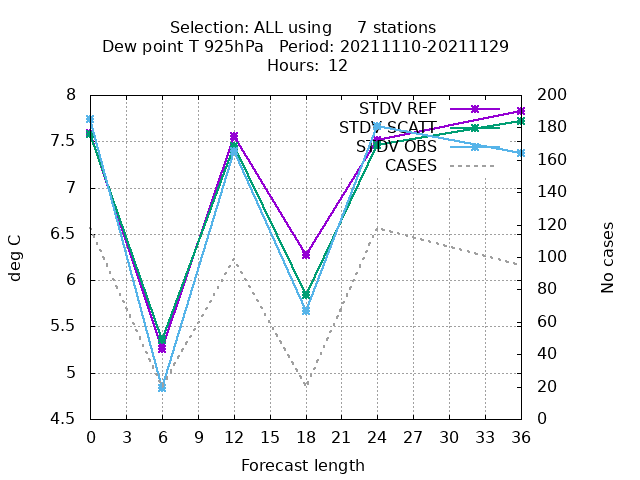 Selection: ALL using     7 stations
Dew point T 925hPa   Period: 20211110-20211129
Hours:  12
8
7.5
7
6.5
6
5.5
5
4.5
deg C
200
180
160
140
120
100
80
60
40
20
0
No cases
STDV REF
STDV SCATT
STDV OBS
CASES
0 3 6 9 12 15 18 21 24 27 30 33 36
Forecast length